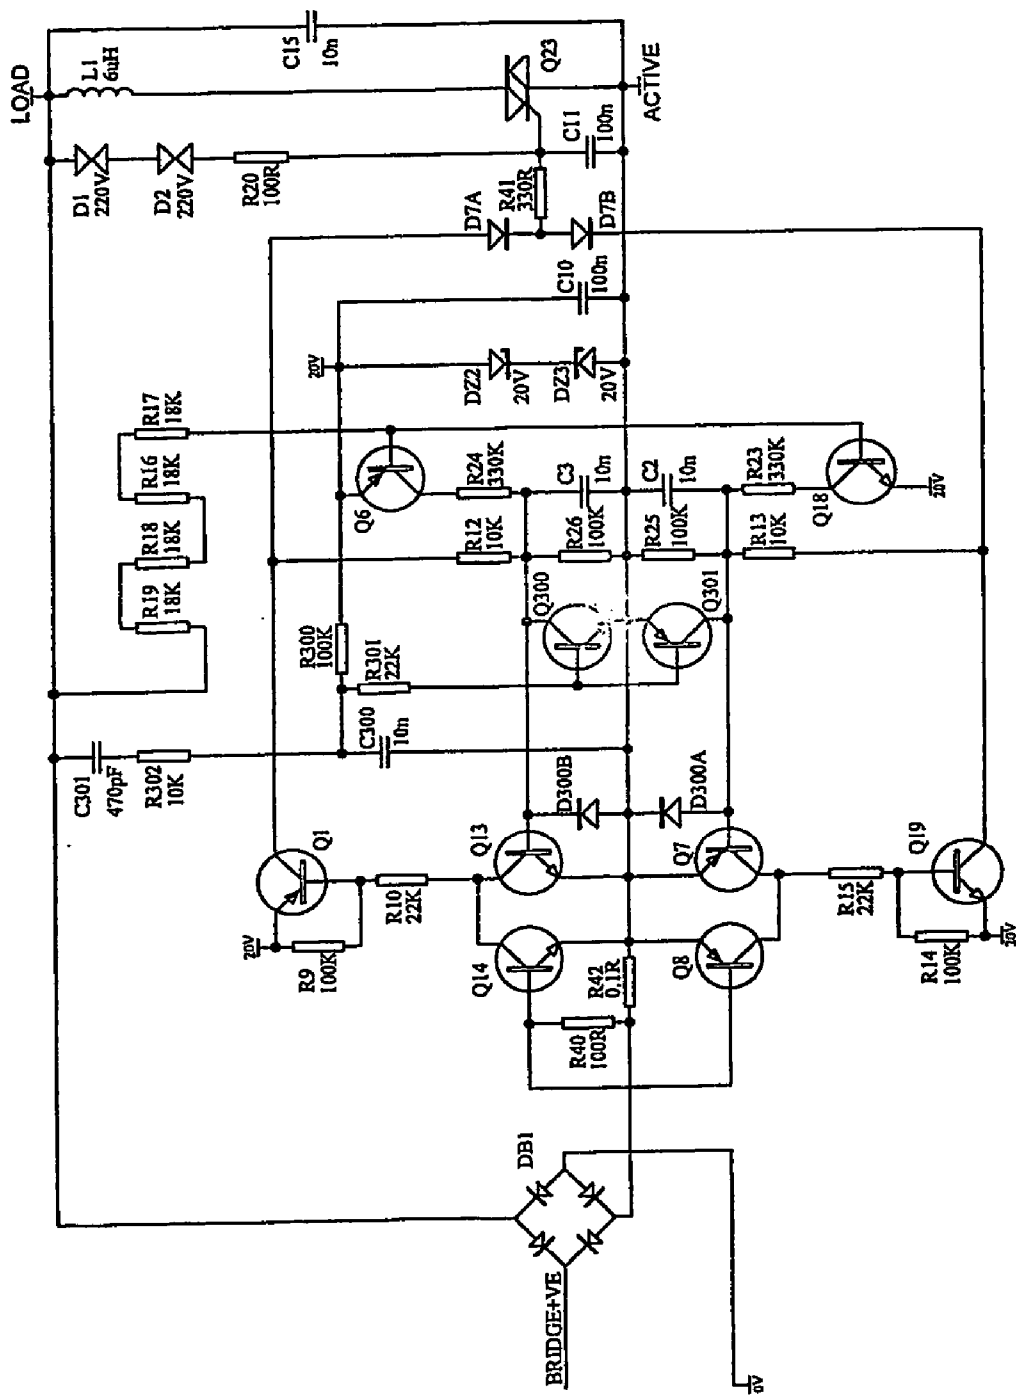 LOAD
L1
6uH
C15
10n
Q23
ACTIVE
D1
220V
D2
220V
R20
100R
C11
100n
R41
330R
D7A
D7B
C10
100n
20V
DZ2
20V
DZ3
20V
R17
18K
R16
18K
R18
18K
R19
18K
Q6
R24
330K
C3
10n
C2
10n
R23
330K
Q18
20V
R12
10K
R26
100K
R25
100K
R13
10K
Q300
Q301
R300
100K
R301
22K
C300
10n
C301
470pF
R302
10K
D300B
D300A
Q1
Q13
Q7
Q19
20V
R9
100K
R10
22K
R15
22K
R14
100K
20V
Q14
R42
0.1R
Q8
R40
100R
DB1
BRIDGE+VE
0V